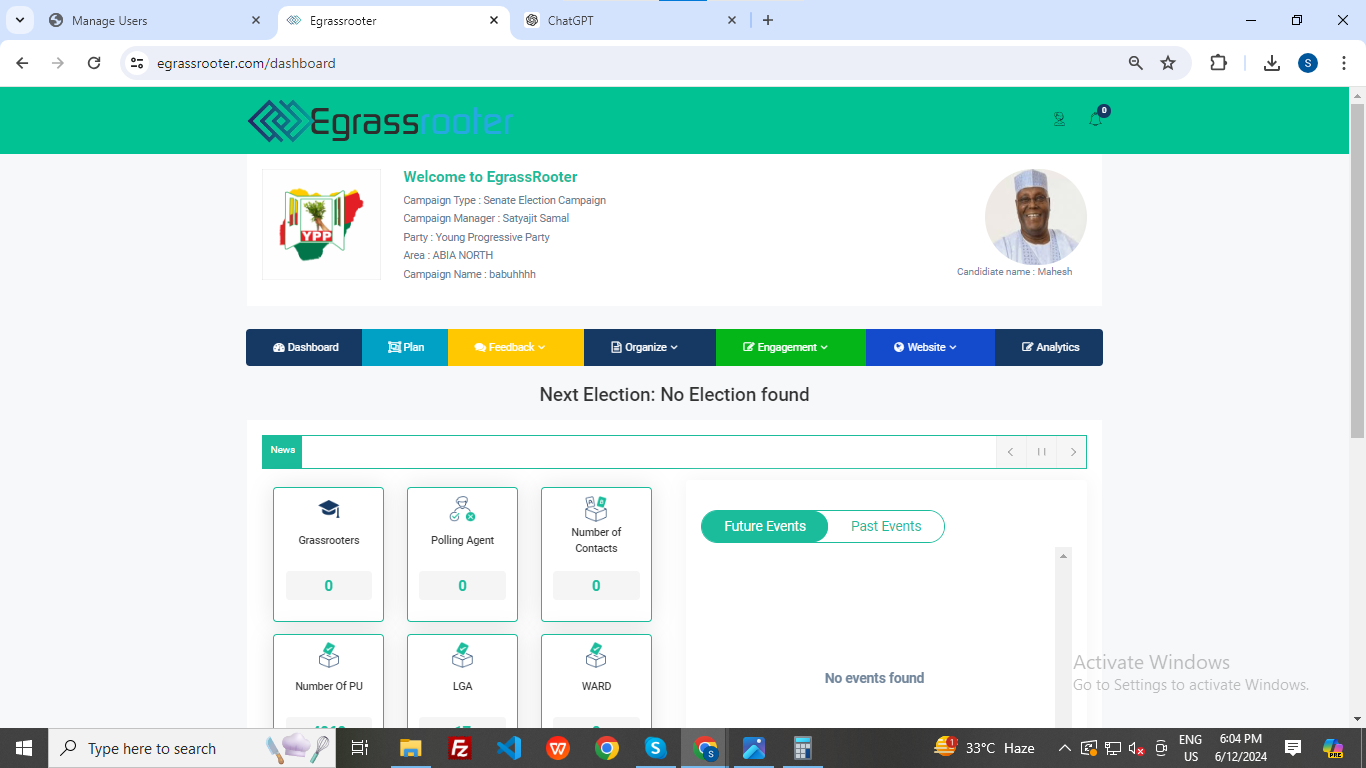 Manage Users
Egrassrooter
ChatGPT
egrassrooter.com/dashboard
S
Egrassrooter
0
YPP
Welcome to EgrassRooter
Campaign Type : Senate Election Campaign
Campaign Manager : Satyajit Samal
Party : Young Progressive Party
Area : ABIA NORTH
Campaign Name : babuhhhh
Candidiate name : Mahesh
Dashboard
Plan
Feedback
Organize
Engagement
Website
Analytics
Next Election: No Election found
News
Grassrooters
0
Polling Agent
0
Number of
Contacts
0
Future Events
Past Events
Number Of PU
LGA
WARD
No events found
Activate Windows
Go to Settings to activate Windows.
Type here to search
1
33°C Haze
ENG
US
6:04 PM
6/12/2024
PRE